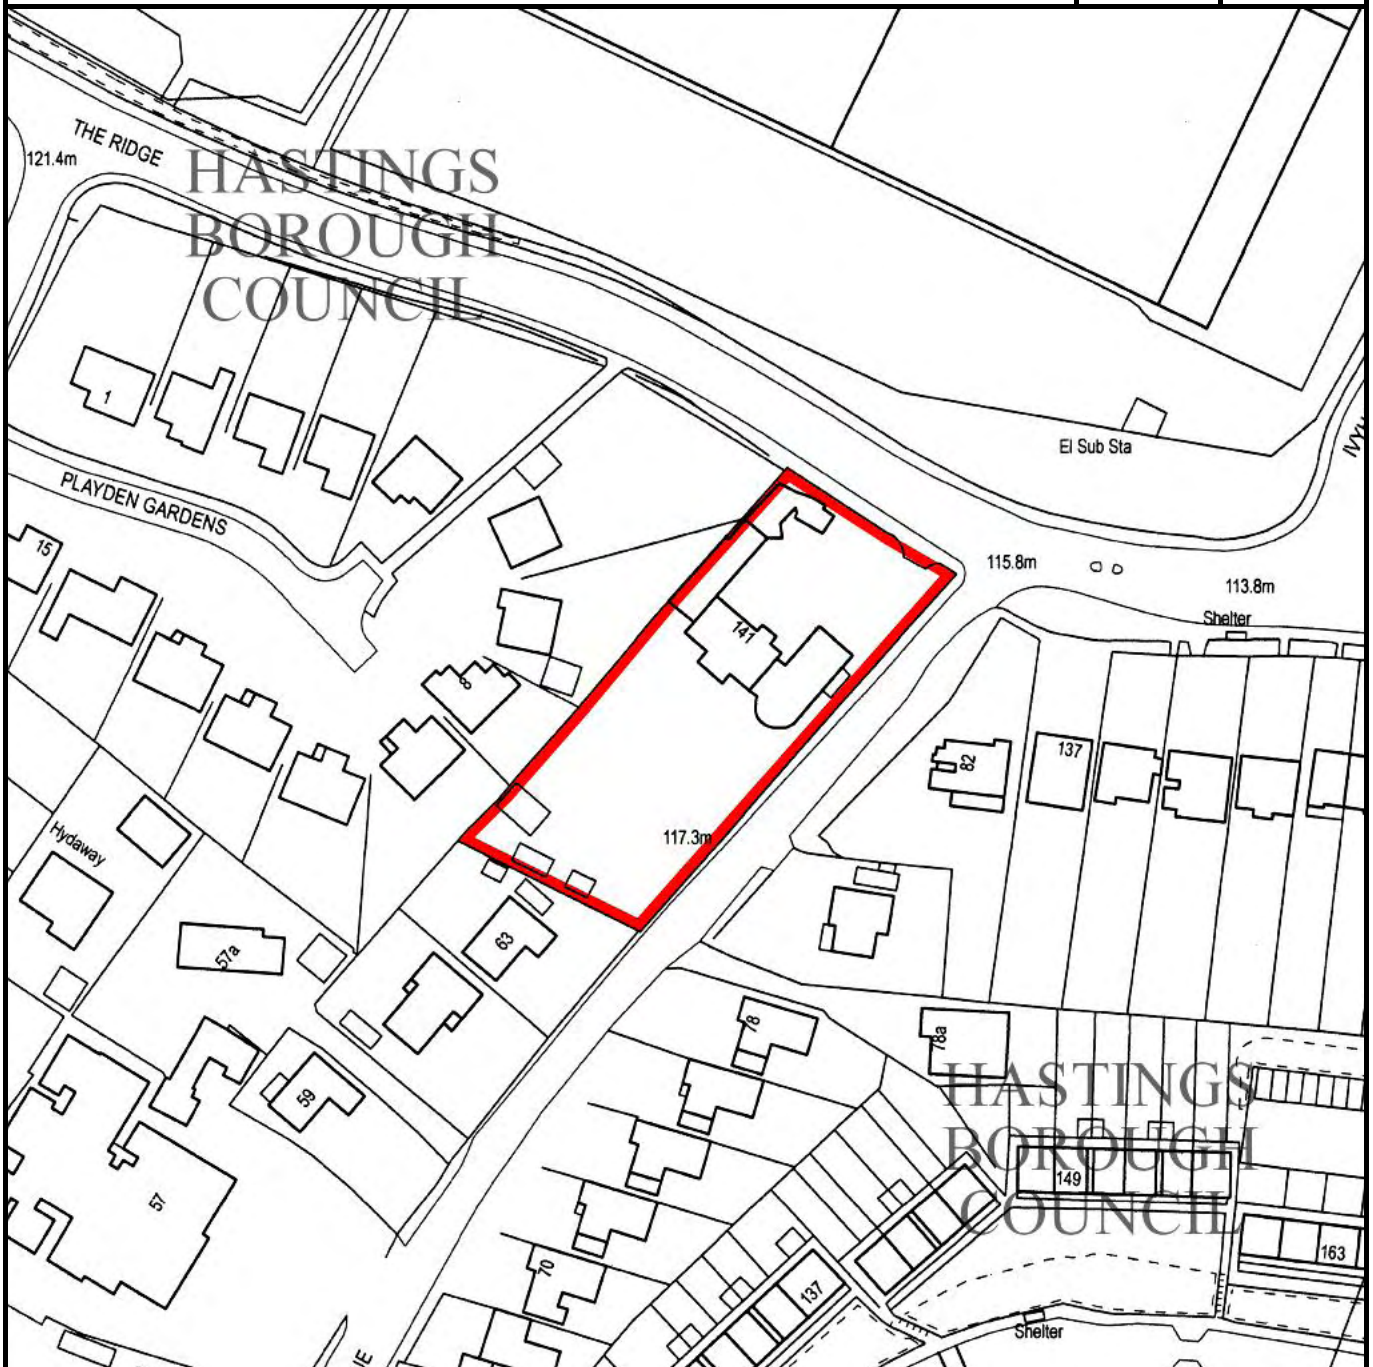 THE RIDGE
121.4m
HASTINGS
BOROUGH
COUNCIL
1
El Sub Sta
PLAYDEN GARDENS
15
115.8m
113.8m
Shelter
141
8
82
137
117.3m
Hydaway
63
57a
78
78a
59
HASTINGS
BOROUGH
COUNCIL
149
57
163
70
137
Shelter